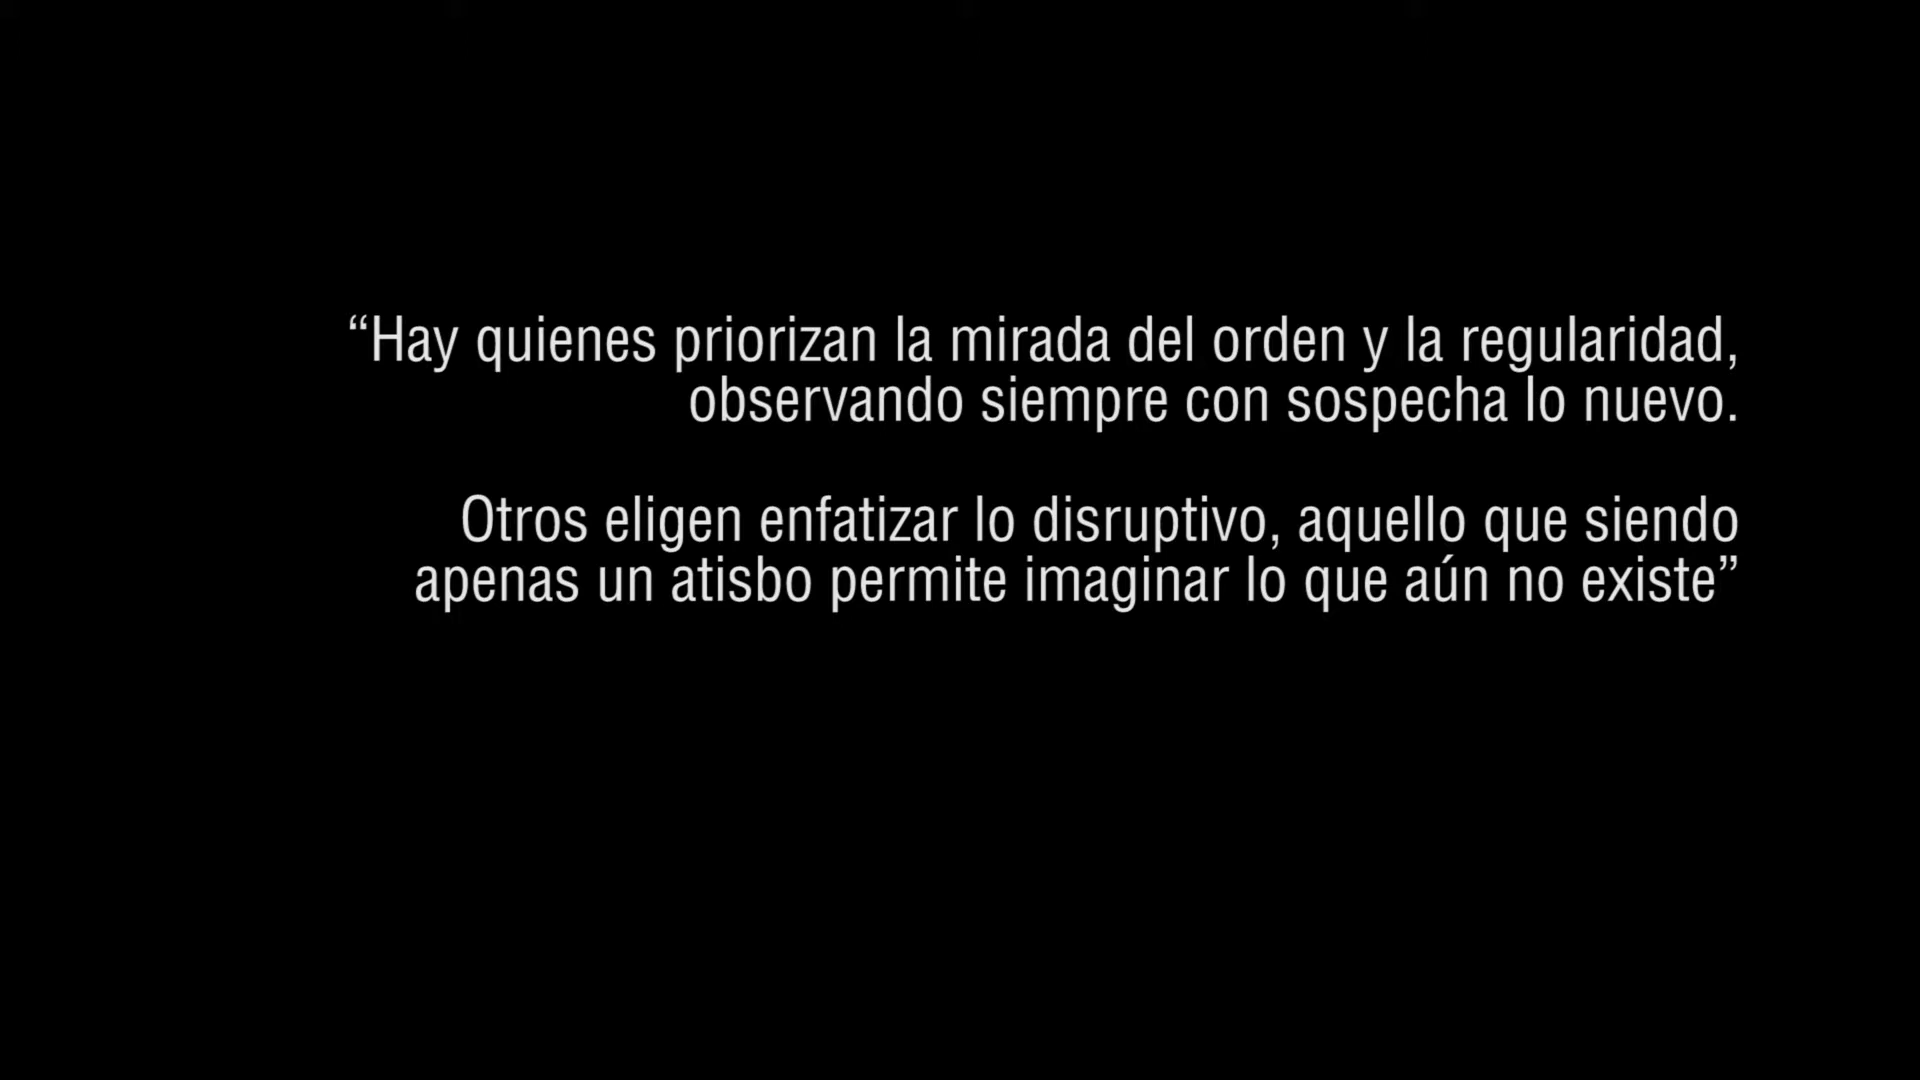 “Hay quienes priorizan la mirada del orden y la regularidad,
observando siempre con sospecha lo nuevo.
Otros eligen enfatizar lo disruptivo, aquello que siendo
apenas un atisbo permite imaginar lo que aún no existe”